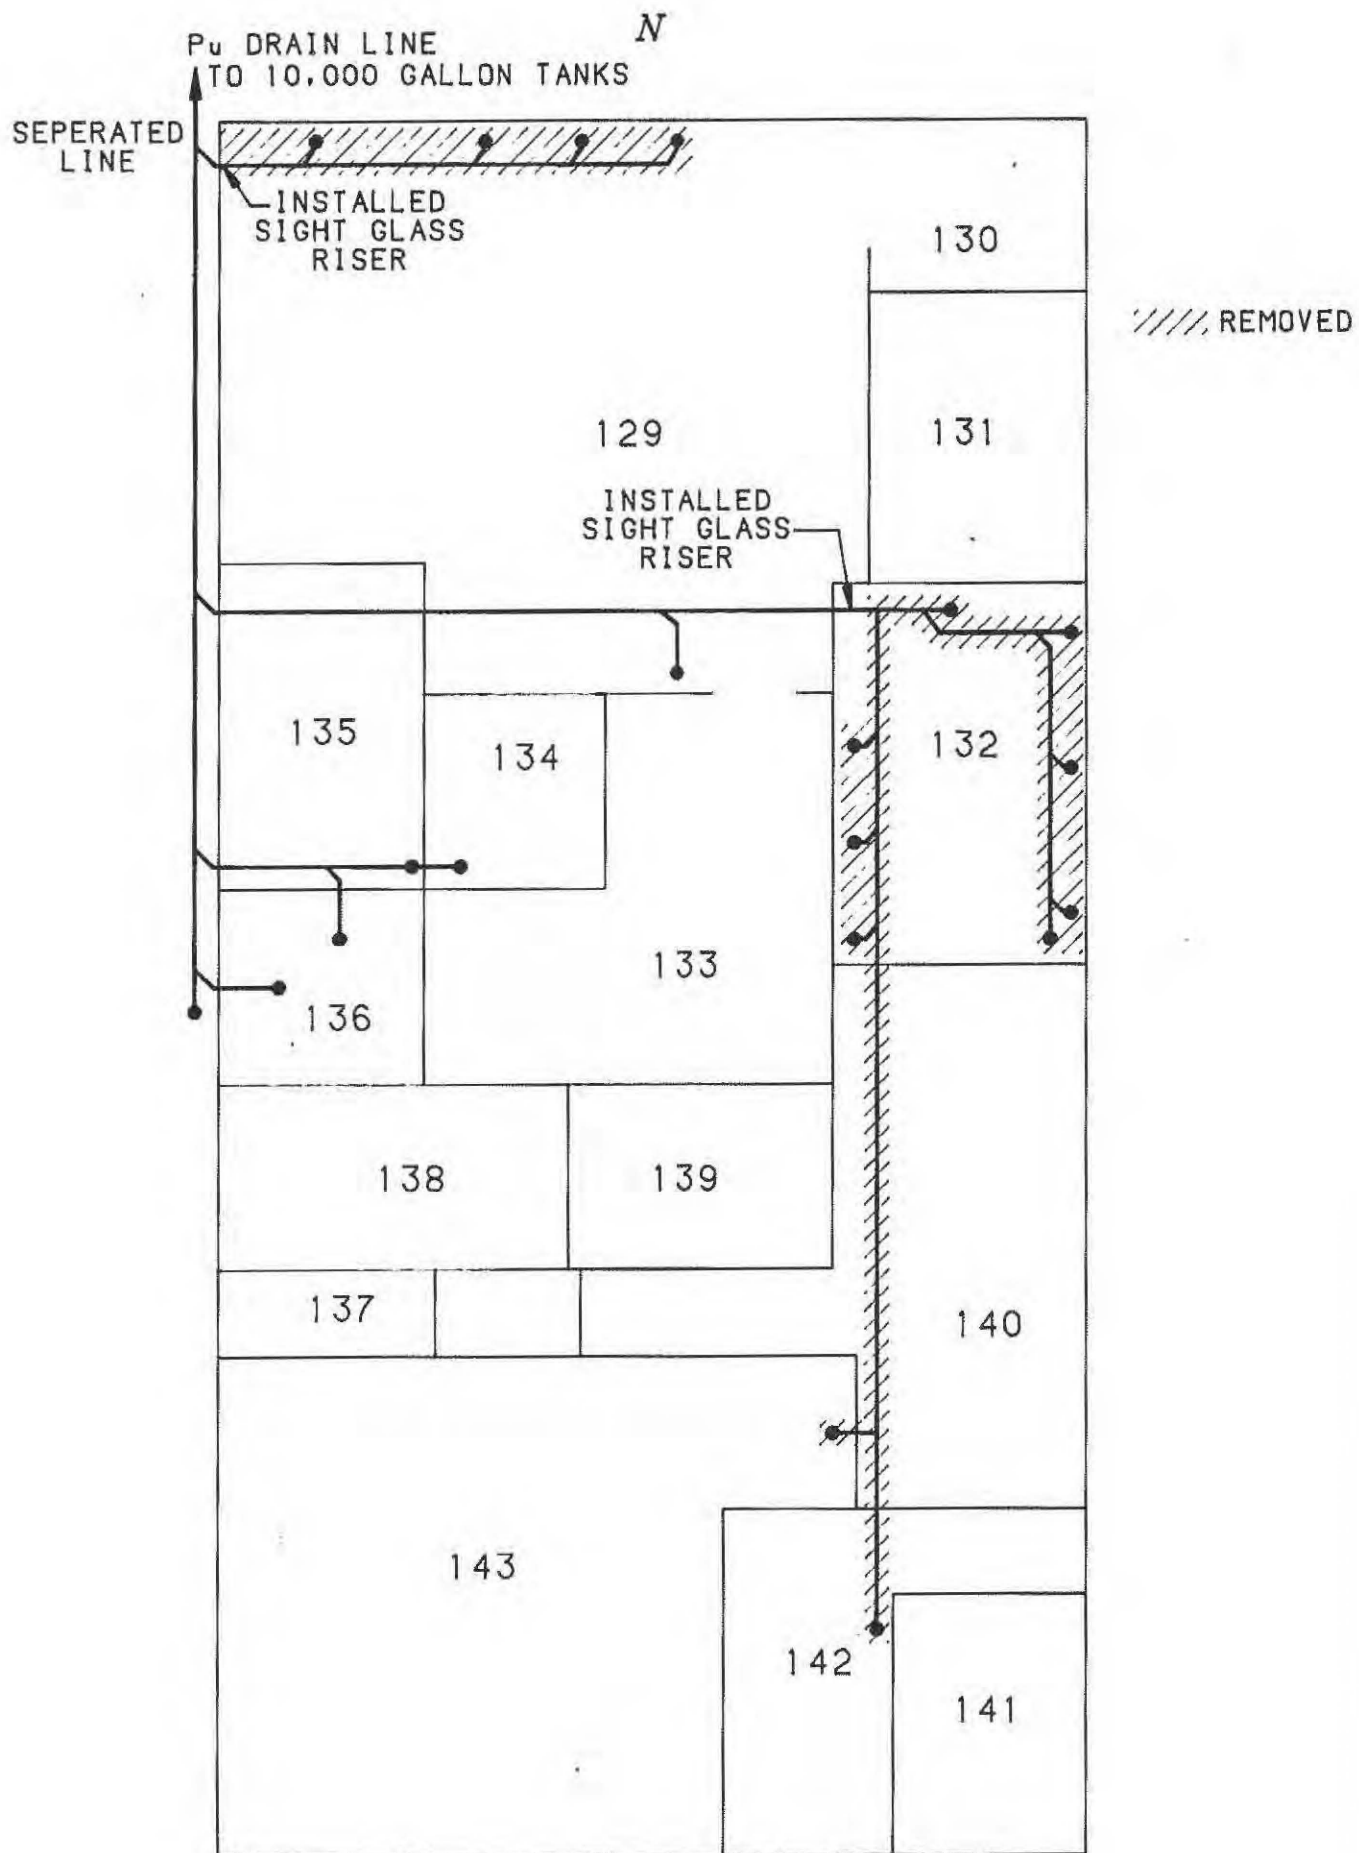 N
Pu DRAIN LINE
TO 10,000 GALLON TANKS
SEPERATED
LINE
INSTALLED
SIGHT GLASS
RISER
130
REMOVED
129
131
INSTALLED
SIGHT GLASS
RISER
135
134
132
133
136
138
139
137
140
143
142
141